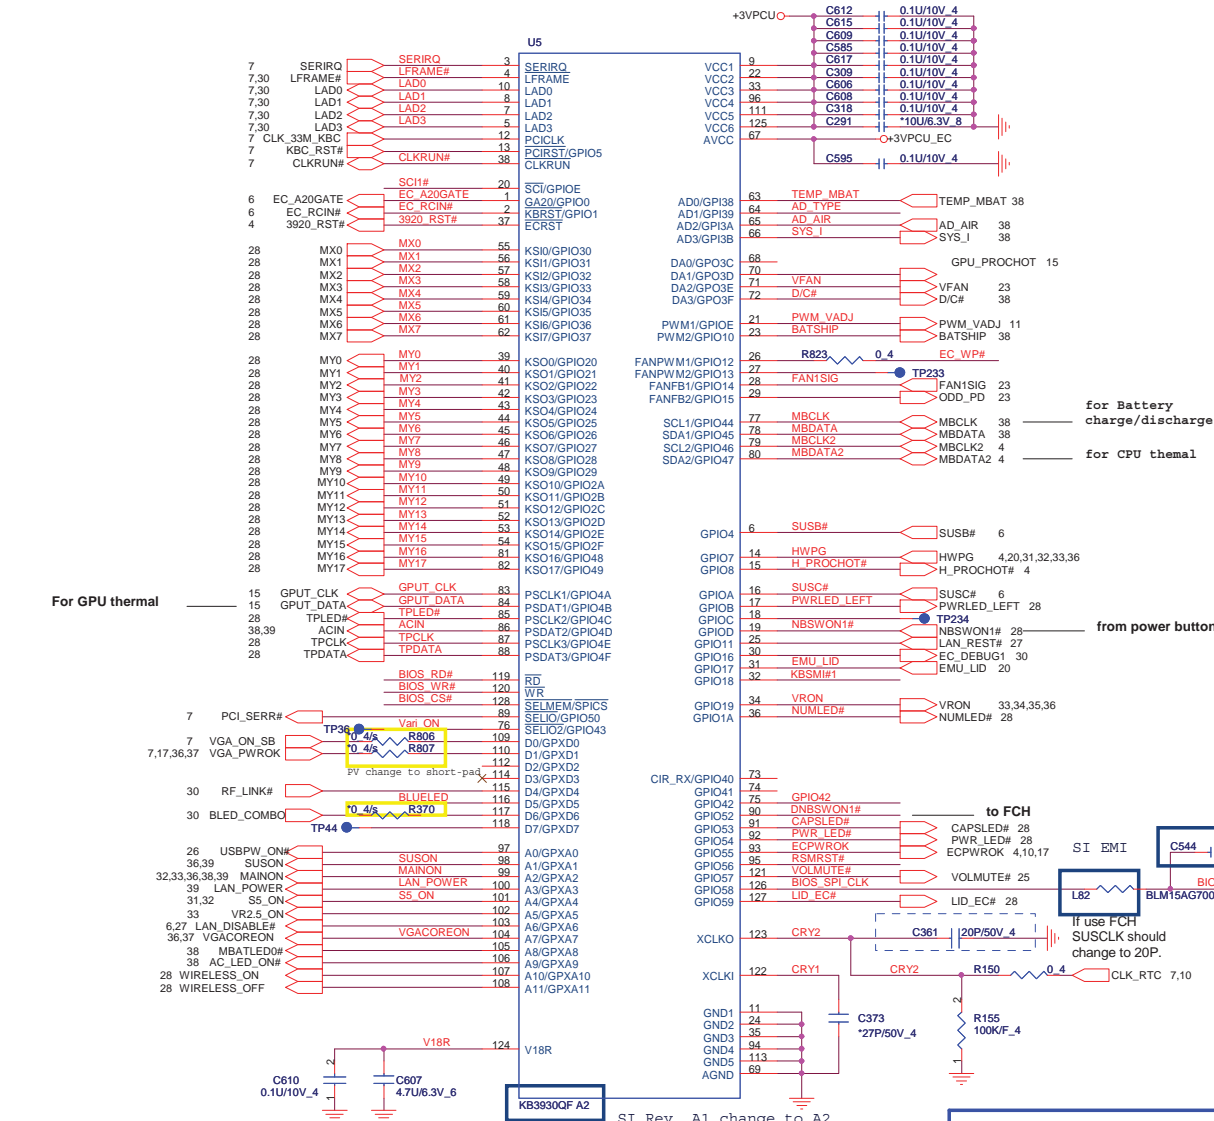 +3VPCU
C612 0.1U/10V_4
C615 0.1U/10V_4
C609 0.1U/10V_4
C585 0.1U/10V_4
C617 0.1U/10V_4
C309 0.1U/10V_4
C606 0.1U/10V_4
C608 0.1U/10V_4
C318 0.1U/10V_4
C291 *10U/6.3V_8
+3VPCU_EC
C595 0.1U/10V_4
U5
7 SERIRQ SERIRQ 3 SERIRQ
7,30 LFRAME# LFRAME# 4 LFRAME
7,30 LAD0 LAD0 10 LAD0
7,30 LAD1 LAD1 8 LAD1
7,30 LAD2 LAD2 7 LAD2
7,30 LAD3 LAD3 5 LAD3
7 CLK_33M_KBC 12 PCICLK
7 KBC_RST# 13 PCIRST/GPIO5
7 CLKRUN# CLKRUN# 38 CLKRUN
SCI1# 20 SCI/GPIOE
6 EC_A20GATE EC_A20GATE 1 GA20/GPIO0
6 EC_RCIN# EC_RCIN# 2 KBRST/GPIO1
4 3920_RST# 3920_RST# 37 ECRST
28 MX0 MX0 55 KSI0/GPIO30
28 MX1 MX1 56 KSI1/GPIO31
28 MX2 MX2 57 KSI2/GPIO32
28 MX3 MX3 58 KSI3/GPIO33
28 MX4 MX4 59 KSI4/GPIO34
28 MX5 MX5 60 KSI5/GPIO35
28 MX6 MX6 61 KSI6/GPIO36
28 MX7 MX7 62 KSI7/GPIO37
28 MY0 MY0 39 KSO0/GPIO20
28 MY1 MY1 40 KSO1/GPIO21
28 MY2 MY2 41 KSO2/GPIO22
28 MY3 MY3 42 KSO3/GPIO23
28 MY4 MY4 43 KSO4/GPIO24
28 MY5 MY5 44 KSO5/GPIO25
28 MY6 MY6 45 KSO6/GPIO26
28 MY7 MY7 46 KSO7/GPIO27
28 MY8 MY8 47 KSO8/GPIO28
28 MY9 MY9 48 KSO9/GPIO29
28 MY10 MY10 49 KSO10/GPIO2A
28 MY11 MY11 50 KSO11/GPIO2B
28 MY12 MY12 51 KSO12/GPIO2C
28 MY13 MY13 52 KSO13/GPIO2D
28 MY14 MY14 53 KSO14/GPIO2E
28 MY15 MY15 54 KSO15/GPIO2F
28 MY16 MY16 81 KSO16/GPIO48
28 MY17 MY17 82 KSO17/GPIO49
For GPU thermal
15 GPUT_CLK GPUT_CLK 83 PSCLK1/GPIO4A
15 GPUT_DATA GPUT_DATA 84 PSDAT1/GPIO4B
28 TPLED# TPLED# 85 PSCLK2/GPIO4C
38,39 ACIN ACIN 86 PSDAT2/GPIO4D
28 TPCLK TPCLK 87 PSCLK3/GPIO4E
28 TPDATA TPDATA 88 PSDAT3/GPIO4F
BIOS_RD# 119 RD
BIOS_WR# 120 WR
BIOS_CS# 128 SELMEM/SPICS
7 PCI_SERR# 89 SELIO/GPIO50
TP36 Vari_ON 76 SELIO2/GPIO43
7 VGA_ON_SB *0_4/s R806 109 D0/GPXD0
7,17,36,37 VGA_PWROK *0_4/s R807 110 D1/GPXD1
112 D2/GPXD2
PV change to short-pad 114 D3/GPXD3
30 RF_LINK# 115 D4/GPXD4
BLUELED 116 D5/GPXD5
30 BLED_COMBO *0_4/s R370 117 D6/GPXD6
TP44 118 D7/GPXD7
26 USBPW_ON# 97 A0/GPXA0
36,39 SUSON SUSON 98 A1/GPXA1
32,33,36,38,39 MAINON MAINON 99 A2/GPXA2
39 LAN_POWER LAN_POWER 100 A3/GPXA3
31,32 S5_ON S5_ON 101 A4/GPXA4
33 VR2.5_ON 102 A5/GPXA5
6,27 LAN_DISABLE# 103 A6/GPXA6
36,37 VGACOREON VGACOREON 104 A7/GPXA7
38 MBATLED0# 105 A8/GPXA8
38 AC_LED_ON# 106 A9/GPXA9
28 WIRELESS_ON 107 A10/GPXA10
28 WIRELESS_OFF 108 A11/GPXA11
V18R 124 V18R
C610 0.1U/10V_4 2 1
C607 4.7U/6.3V_6
KB3930QF A2
SI Rev. A1 change to A2
VCC1 9
VCC2 22
VCC3 33
VCC4 96
VCC5 111
VCC6 125
AVCC 67
AD0/GPI38 63 TEMP_MBAT TEMP_MBAT 38
AD1/GPI39 64 AD_TYPE
AD2/GPI3A 65 AD_AIR AD_AIR 38
AD3/GPI3B 66 SYS_I SYS_I 38
DA0/GPO3C 68 GPU_PROCHOT 15
DA1/GPO3D 70
DA2/GPO3E 71 VFAN VFAN 23
DA3/GPO3F 72 D/C# D/C# 38
PWM1/GPIOE 21 PWM_VADJ PWM_VADJ 11
PWM2/GPIO10 23 BATSHIP BATSHIP 38
FANPWM1/GPIO12 26 R823 0_4 EC_WP#
FANPWM2/GPIO13 27 TP233
FANFB1/GPIO14 28 FAN1SIG FAN1SIG 23
FANFB2/GPIO15 29 ODD_PD 23
SCL1/GPIO44 77 MBCLK MBCLK 38
SDA1/GPIO45 78 MBDATA MBDATA 38
SCL2/GPIO46 79 MBCLK2 MBCLK2 4
SDA2/GPIO47 80 MBDATA2 MBDATA2 4
for Battery
charge/discharge
for CPU themal
GPIO4 6 SUSB# SUSB# 6
GPIO7 14 HWPG HWPG 4,20,31,32,33,36
GPIO8 15 H_PROCHOT# H_PROCHOT# 4
GPIOA 16 SUSC# SUSC# 6
GPIOB 17 PWRLED_LEFT PWRLED_LEFT 28
GPIOC 18 TP234
GPIOD 19 NBSWON1# NBSWON1# 28 from power button
GPIO11 25 LAN_REST# 27
GPIO16 30 EC_DEBUG1 30
GPIO17 31 EMU_LID EMU_LID 20
GPIO18 32 KBSMI#1
GPIO19 34 VRON VRON 33,34,35,36
GPIO1A 36 NUMLED# NUMLED# 28
CIR_RX/GPIO40 73
GPIO41 74
GPIO42 75 GPIO42
GPIO52 90 DNBSWON1# to FCH
GPIO53 91 CAPSLED# CAPSLED# 28
GPIO54 92 PWR_LED# PWR_LED# 28
GPIO55 93 ECPWROK ECPWROK 4,10,17
GPIO56 95 RSMRST#
GPIO57 121 VOLMUTE# VOLMUTE# 25
GPIO58 126 BIOS_SPI_CLK
GPIO59 127 LID_EC# LID_EC# 28
SI EMI
C544
L82 BLM15AG700
BIO
If use FCH
SUSCLK should
change to 20P.
XCLKO 123 CRY2 C361 20P/50V_4
XCLKI 122 CRY1 CRY2 R150 0_4 CLK_RTC 7,10
C373 *27P/50V_4
R155 100K/F_4 2 1
GND1 11
GND2 24
GND3 35
GND4 94
GND5 113
AGND 69